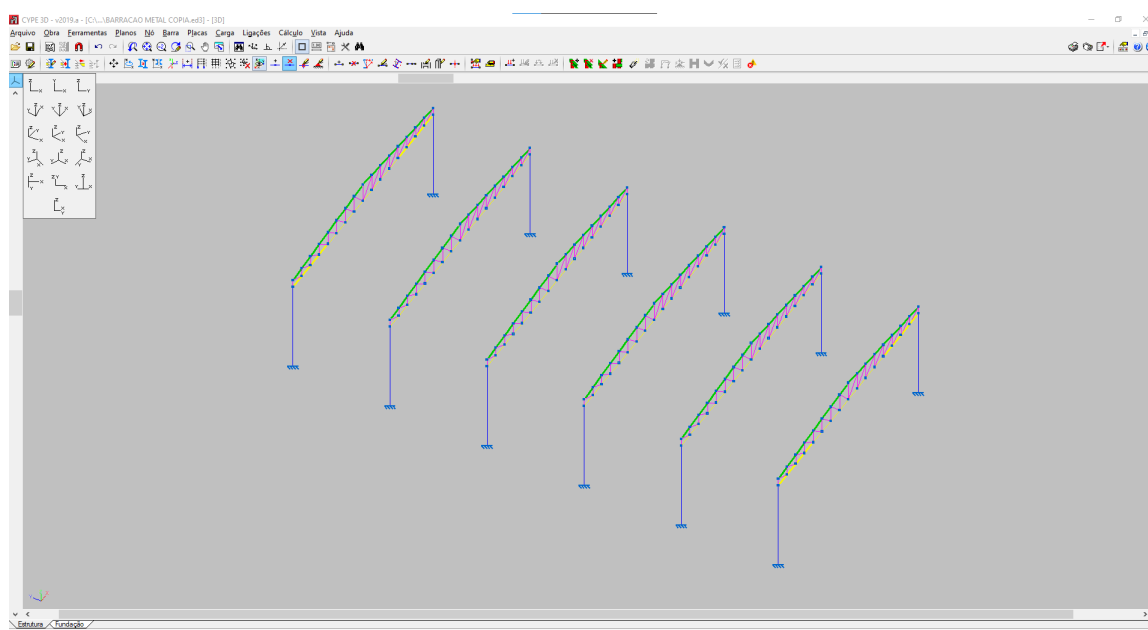 CYPE 3D - v2019.a - [C:\...\BARRACAO METAL COPIA.ed3] - [3D]
Arquivo Obra Ferramentas Planos Nó Barra Placas Carga Ligações Cálculo Vista Ajuda
Estrutura Fundação